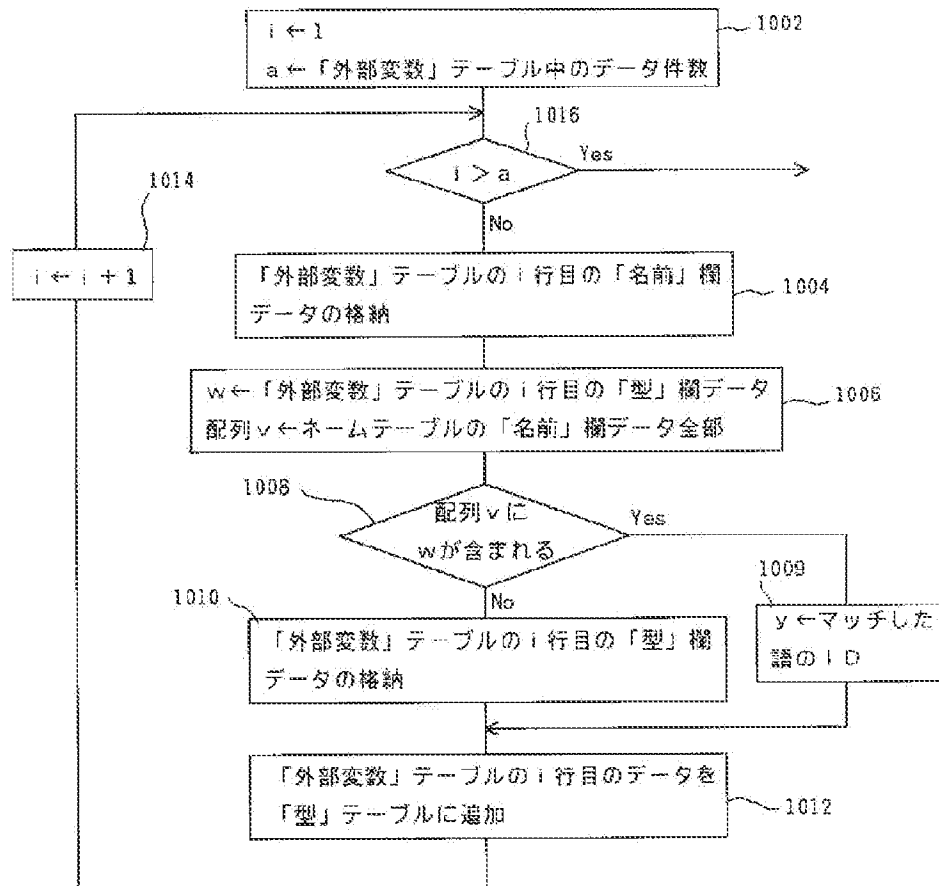 i←1
a←「外部変数」テーブル中のデータ件数
1002
1016
i＞a
Yes
No
1014
i←i+1
「外部変数」テーブルのi行目の「名前」欄
データの格納
1004
w←「外部変数」テーブルのi行目の「型」欄データ
配列v←ネームテーブルの「名前」欄データ全部
1006
1008
配列vに
wが含まれる
Yes
No
1009
y←マッチした
語のID
1010
「外部変数」テーブルのi行目の「型」欄
データの格納
「外部変数」テーブルのi行目のデータを
「型」テーブルに追加
1012